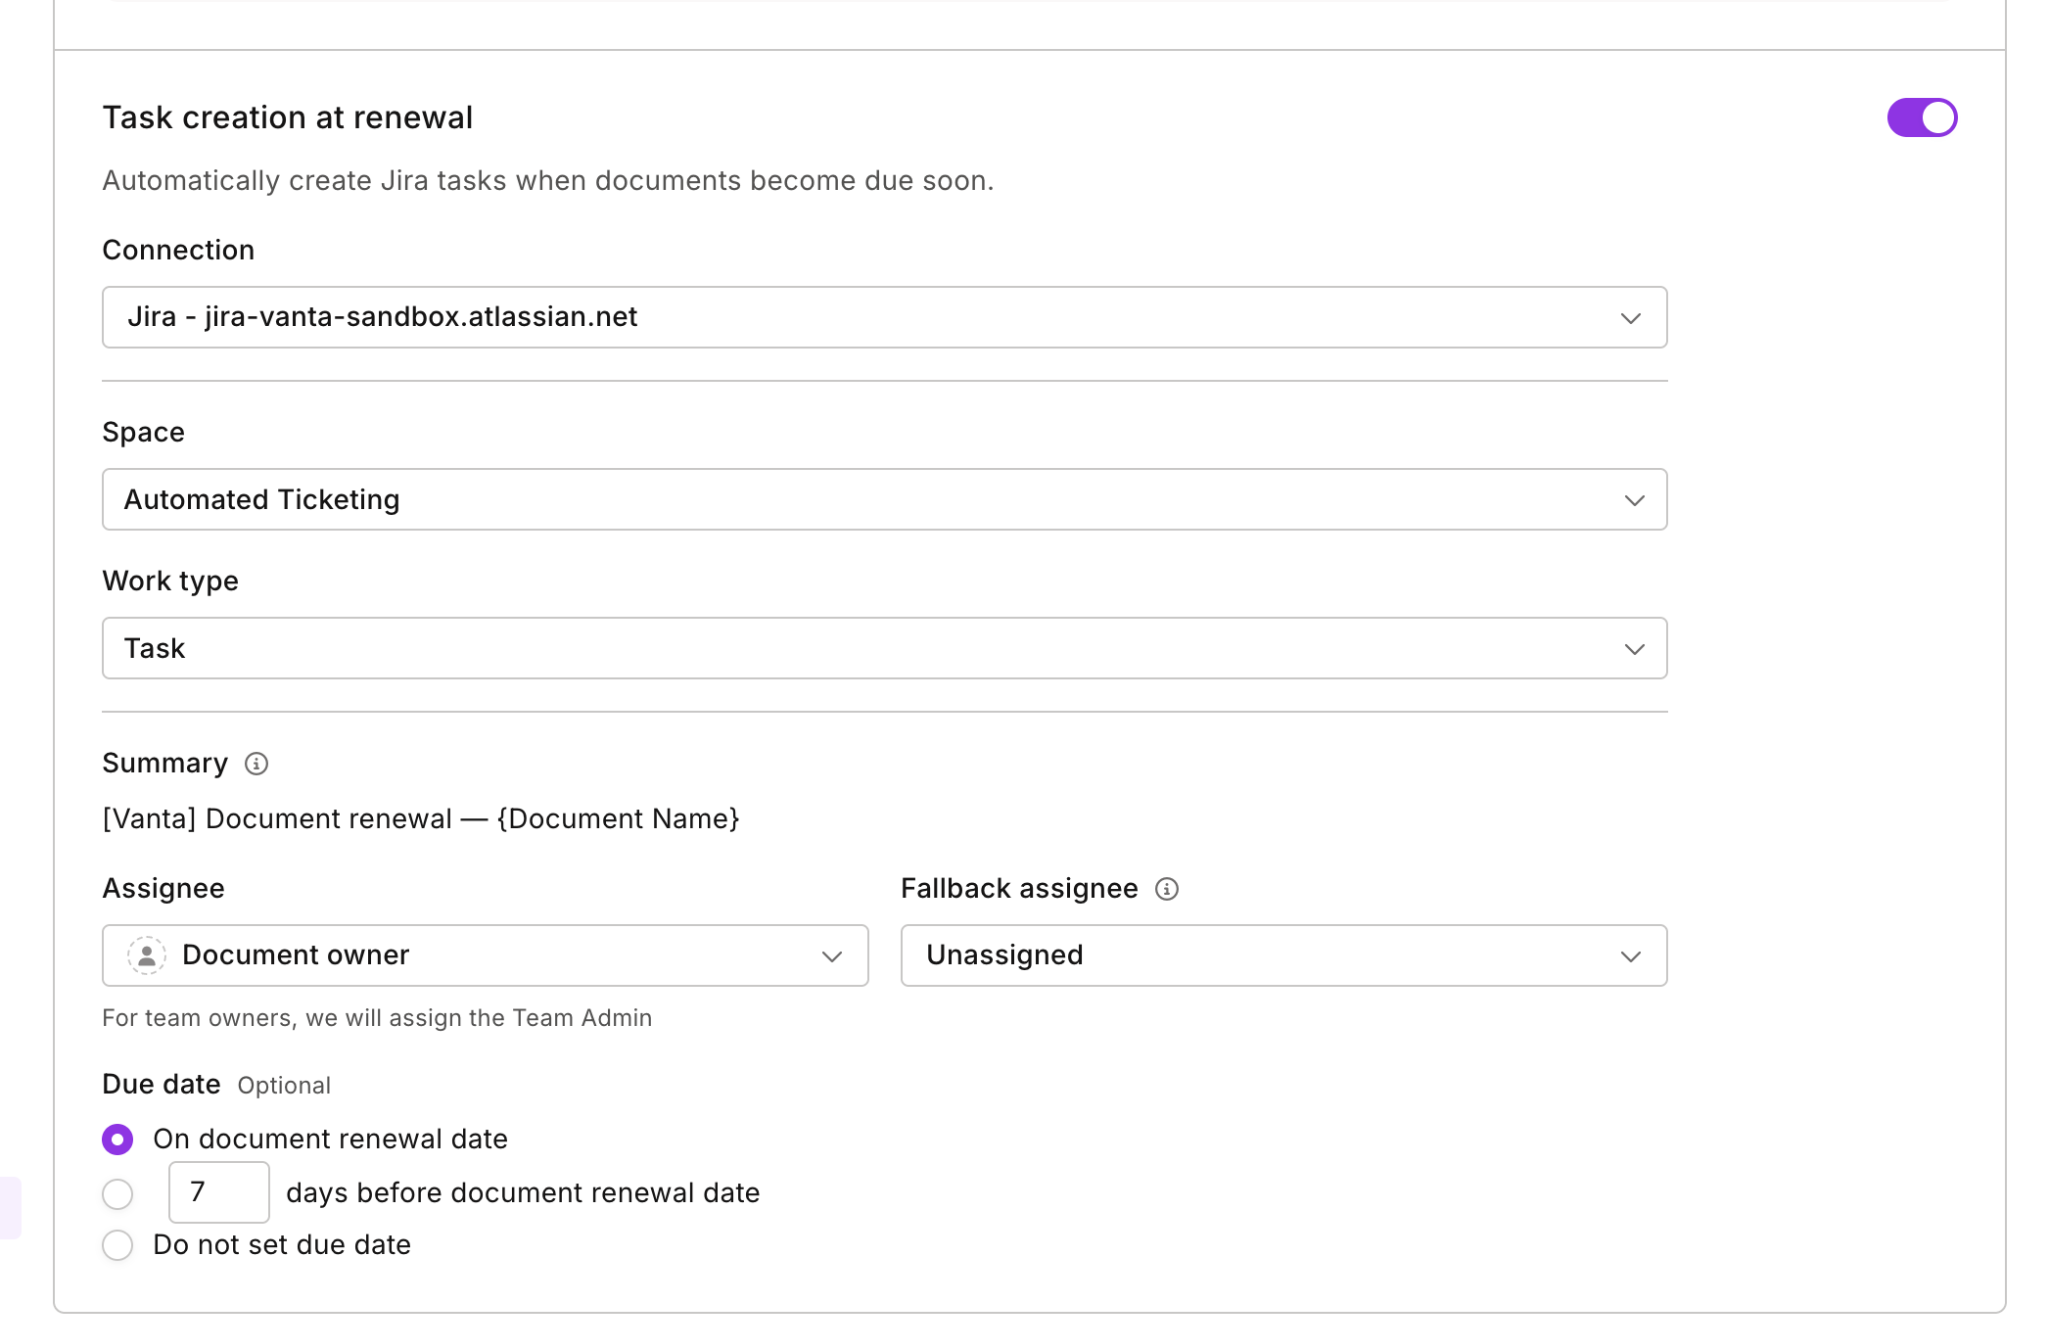 Task creation at renewal
Automatically create Jira tasks when documents become due soon.
Connection
Jira - jira-vanta-sandbox.atlassian.net
Space
Automated Ticketing
Work type
Task
Summary
[Vanta] Document renewal — {Document Name}
Assignee
Document owner
For team owners, we will assign the Team Admin
Fallback assignee
Unassigned
Due date Optional
On document renewal date
7 days before document renewal date
Do not set due date